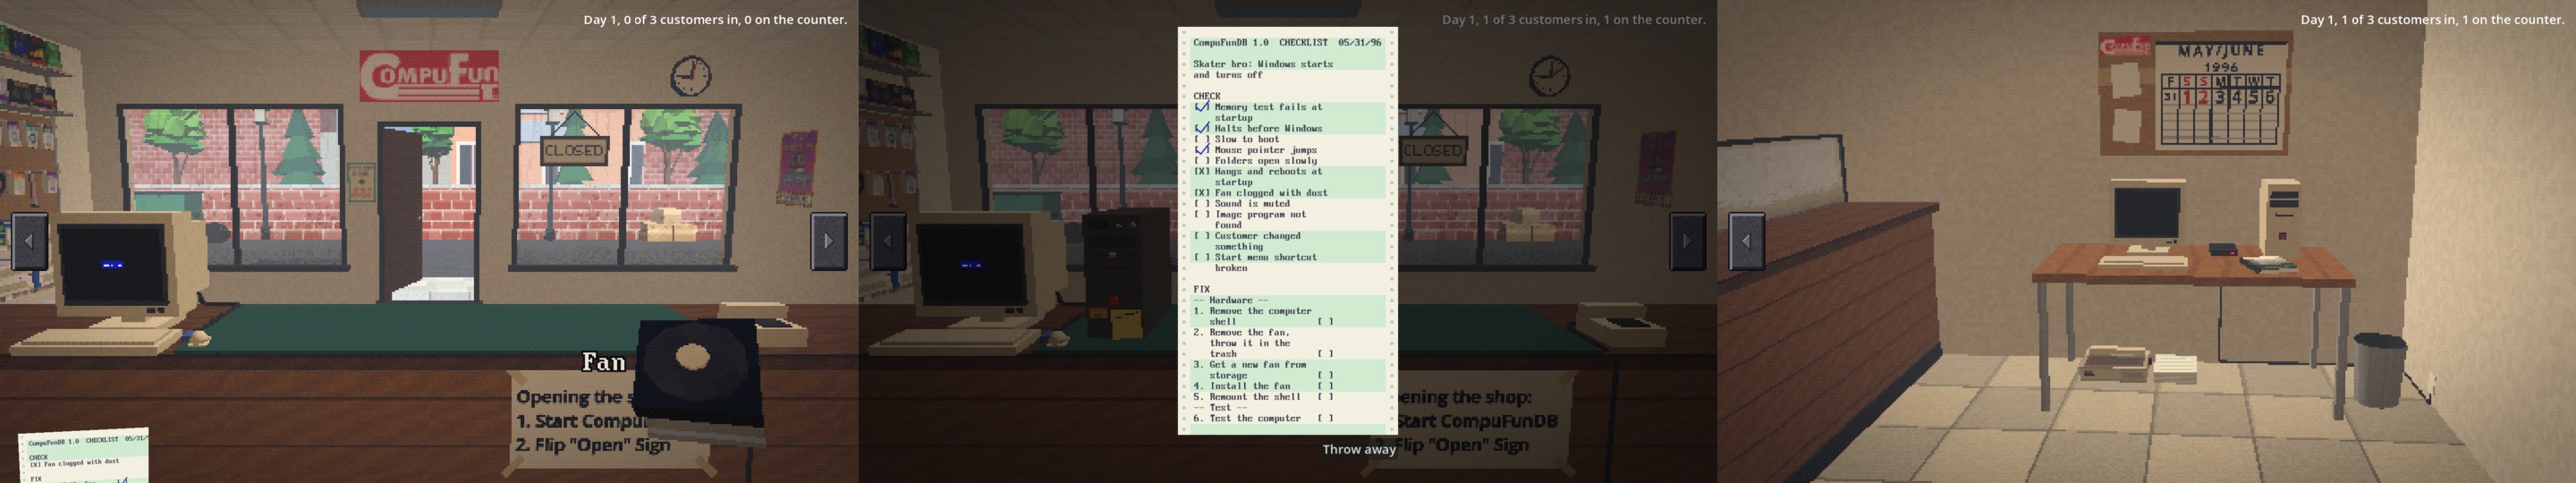 Day 1, 0 of 3 customers in, 0 on the counter.
COMPUFUN
CLOSED
Fan
Opening the s
1. Start Compu
2. Flip "Open" Sign
CompuFunDB 1.0 CHECKLIST 05/31/
CHECK
[X] Fan clogged with dust
FIX
Day 1, 1 of 3 customers in, 1 on the counter.
CompuFunDB 1.0 CHECKLIST 05/31/96
Skater bro: Windows starts
and turns off
CHECK
[ ] Memory test fails at
startup
[ ] Halts before Windows
[ ] Slow to boot
[ ] Mouse pointer jumps
[ ] Folders open slowly
[X] Hangs and reboots at
startup
[X] Fan clogged with dust
[ ] Sound is muted
[ ] Image program not
found
[ ] Customer changed
something
[ ] Start menu shortcut
broken
FIX
-- Hardware --
1. Remove the computer
shell [ ]
2. Remove the fan,
throw it in the
trash [ ]
3. Get a new fan from
storage [ ]
4. Install the fan [ ]
5. Remount the shell [ ]
-- Test --
6. Test the computer [ ]
Throw away
CLOSED
ening the shop:
Start CompuFunDB
Flip "Open" Sign
Day 1, 1 of 3 customers in, 1 on the counter.
CompuFun
MAY/JUNE
1996
F S S M T W T
31 1 2 3 4 5 6